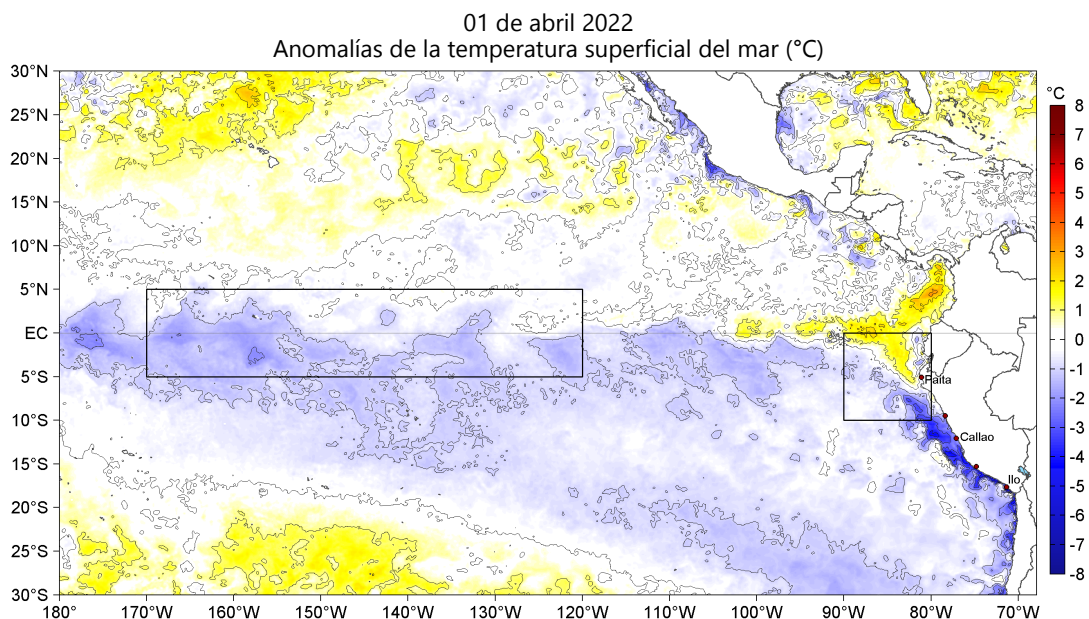 01 de abril 2022
Anomalías de la temperatura superficial del mar (°C)
30°N
25°N
20°N
15°N
10°N
5°N
EC
5°S
10°S
15°S
20°S
25°S
30°S
180
170°W
160°W
150°W
140°W
130°W
120°W
110°W
100°W
90°W
80°W
70°W
Paita
Callao
Ilo
°C
8
7
6
5
4
3
2
1
0
-1
-2
-3
-4
-5
-6
-7
-8